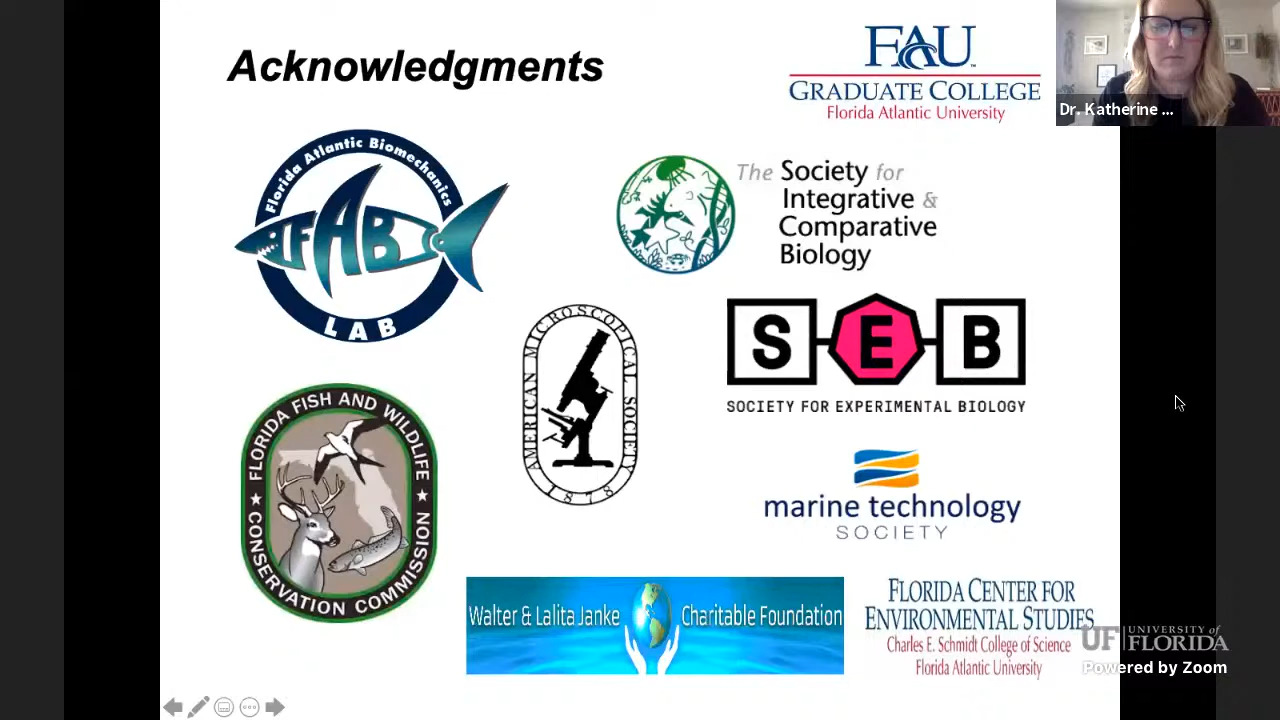 Acknowledgments
FAU
GRADUATE COLLEGE
Florida Atlantic University
Dr. Katherine ...
Florida Atlantic Biomechanics
FAB
LAB
The Society for
Integrative &
Comparative
Biology
AMERICAN MICROSCOPICAL SOCIETY
1878
S E B
SOCIETY FOR EXPERIMENTAL BIOLOGY
FLORIDA FISH AND WILDLIFE
CONSERVATION COMMISSION
marine technology
SOCIETY
Walter & Lalita Janke Charitable Foundation
FLORIDA CENTER FOR
ENVIRONMENTAL STUDIES
Charles E. Schmidt College of Science
Florida Atlantic University
UF UNIVERSITY of
FLORIDA
Powered by Zoom